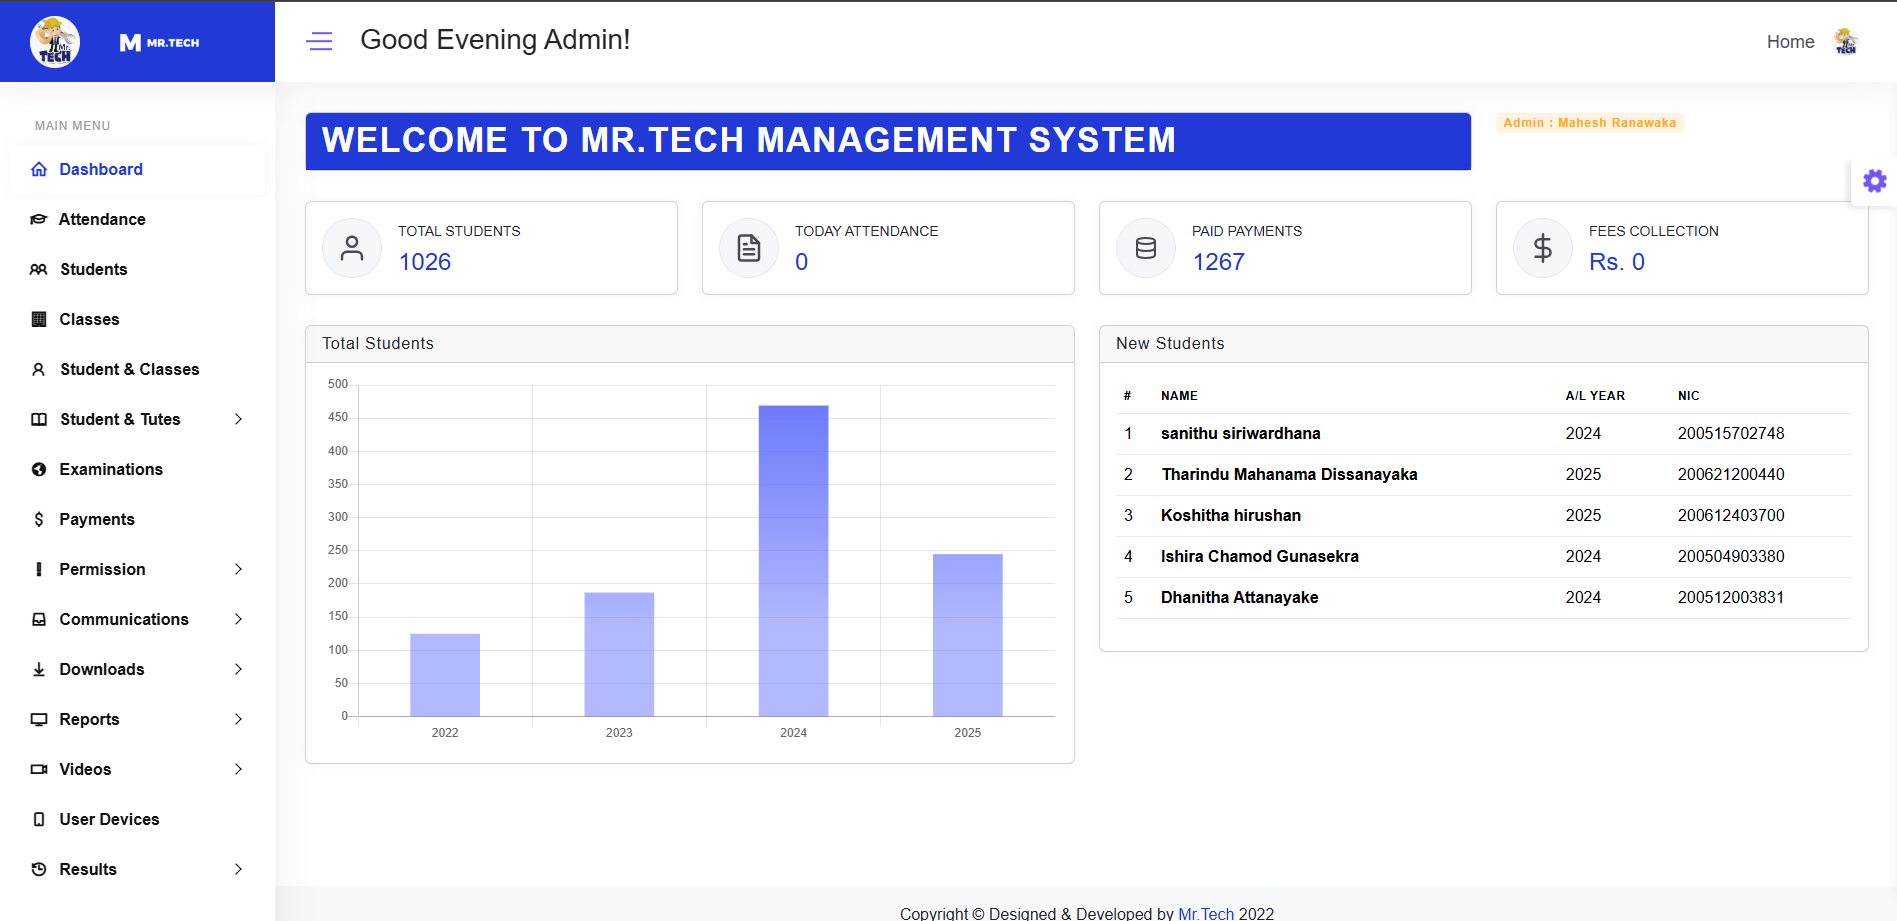 Mr.
TECH
M MR.TECH
Good Evening Admin!
Home
TECH
MAIN MENU
Dashboard
Attendance
Students
Classes
Student & Classes
Student & Tutes
Examinations
Payments
Permission
Communications
Downloads
Reports
Videos
User Devices
Results
WELCOME TO MR.TECH MANAGEMENT SYSTEM
Admin : Mahesh Ranawaka
TOTAL STUDENTS
1026
TODAY ATTENDANCE
0
PAID PAYMENTS
1267
FEES COLLECTION
Rs. 0
Total Students
500
450
400
350
300
250
200
150
100
50
0
2022 2023 2024 2025
New Students
# NAME A/L YEAR NIC
1 sanithu siriwardhana 2024 200515702748
2 Tharindu Mahanama Dissanayaka 2025 200621200440
3 Koshitha hirushan 2025 200612403700
4 Ishira Chamod Gunasekra 2024 200504903380
5 Dhanitha Attanayake 2024 200512003831
Copyright © Designed & Developed by Mr.Tech 2022